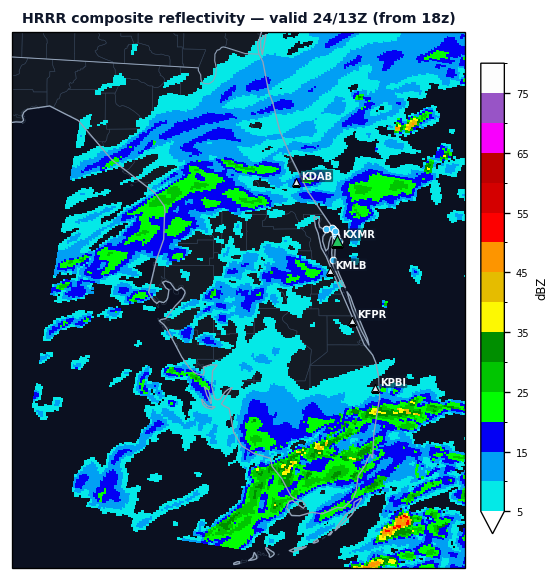 HRRR composite reflectivity — valid 24/13Z (from 18z)
KDAB
KXMR
KMLB
KFPR
KPBI
75
65
55
45
35
25
15
5
dBZ